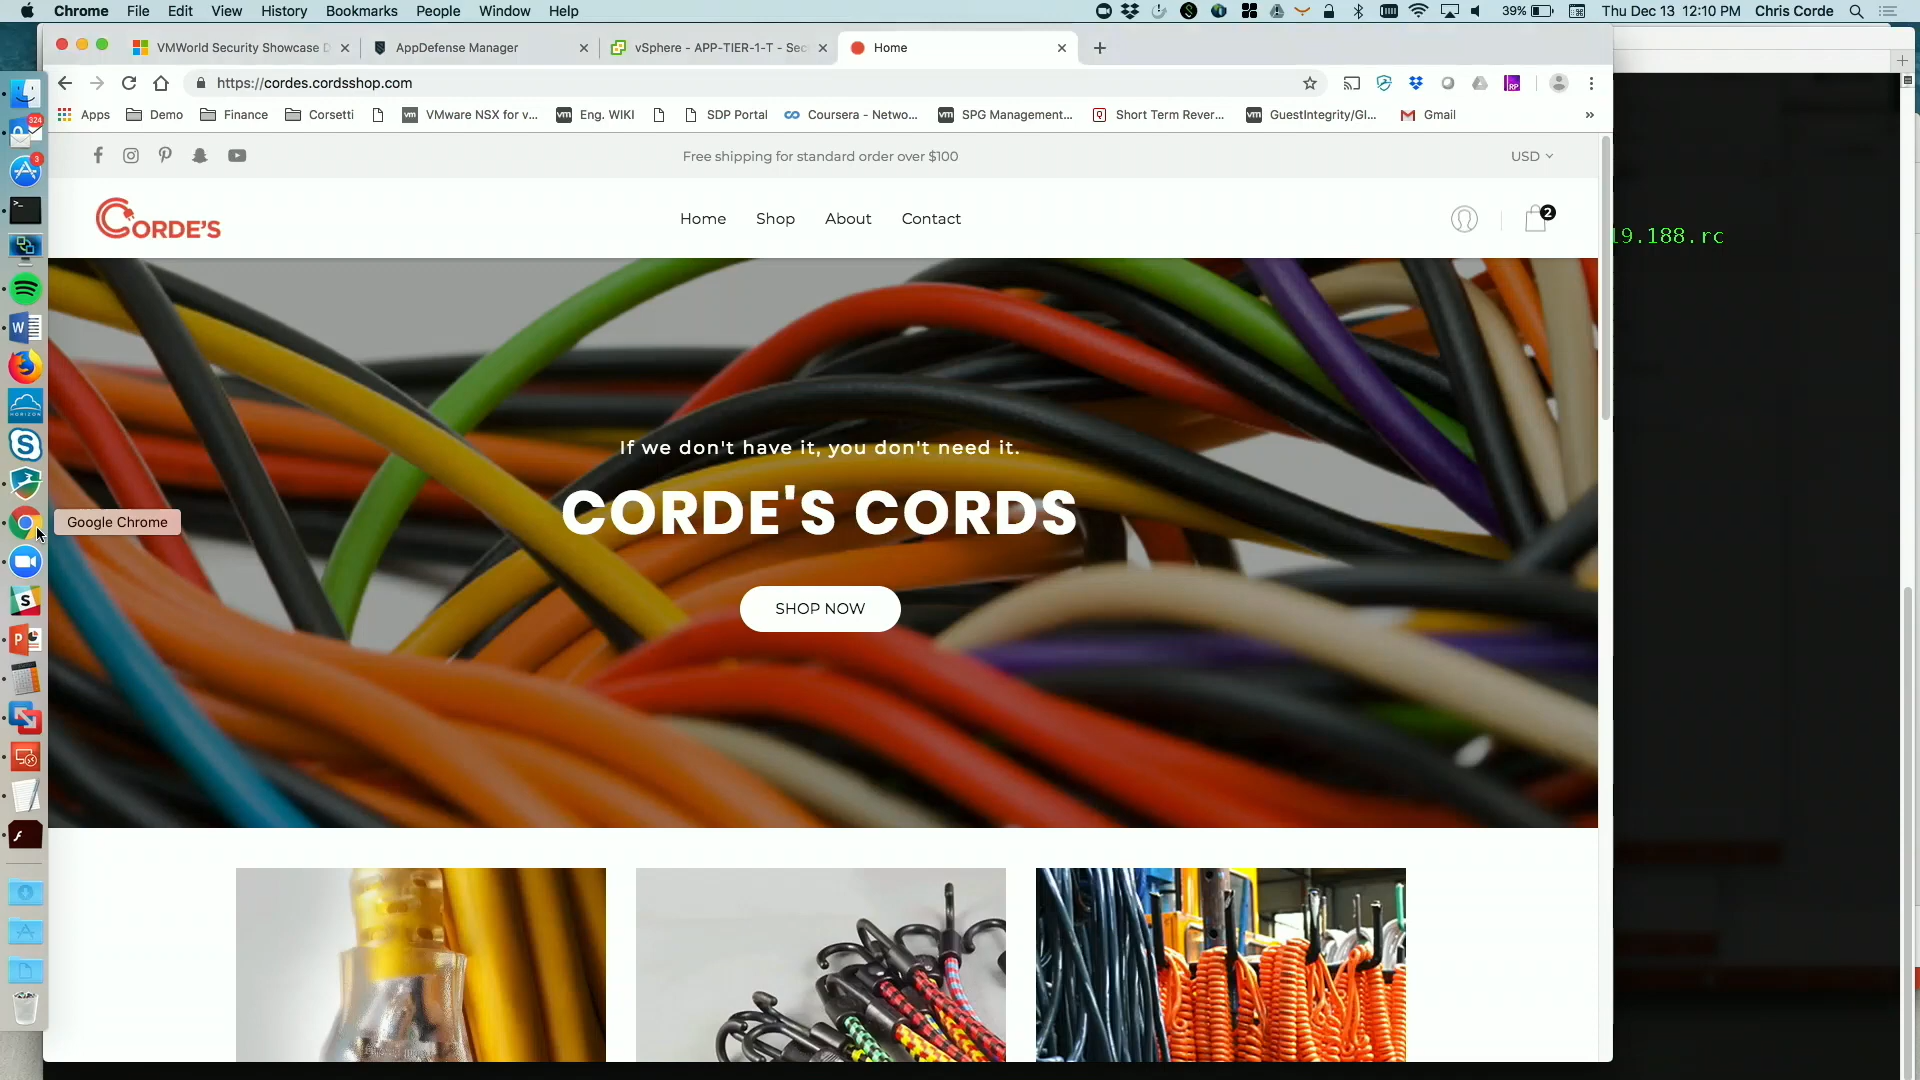 Chrome File Edit View History Bookmarks People Window Help 39% Thu Dec 13 12:10 PM Chris Corde
VMWorld Security Showcase D AppDefense Manager vSphere - APP-TIER-1-T - Sec Home
https://cordes.cordsshop.com
Apps Demo Finance Corsetti VMware NSX for v... Eng. WIKI SDP Portal Coursera - Netwo... SPG Management... Short Term Rever... GuestIntegrity/Gl... Gmail »
Free shipping for standard order over $100 USD
CORDE'S Home Shop About Contact 2
19.188.rc
324
3
If we don't have it, you don't need it.
CORDE'S CORDS
SHOP NOW
Google Chrome
HORIZON